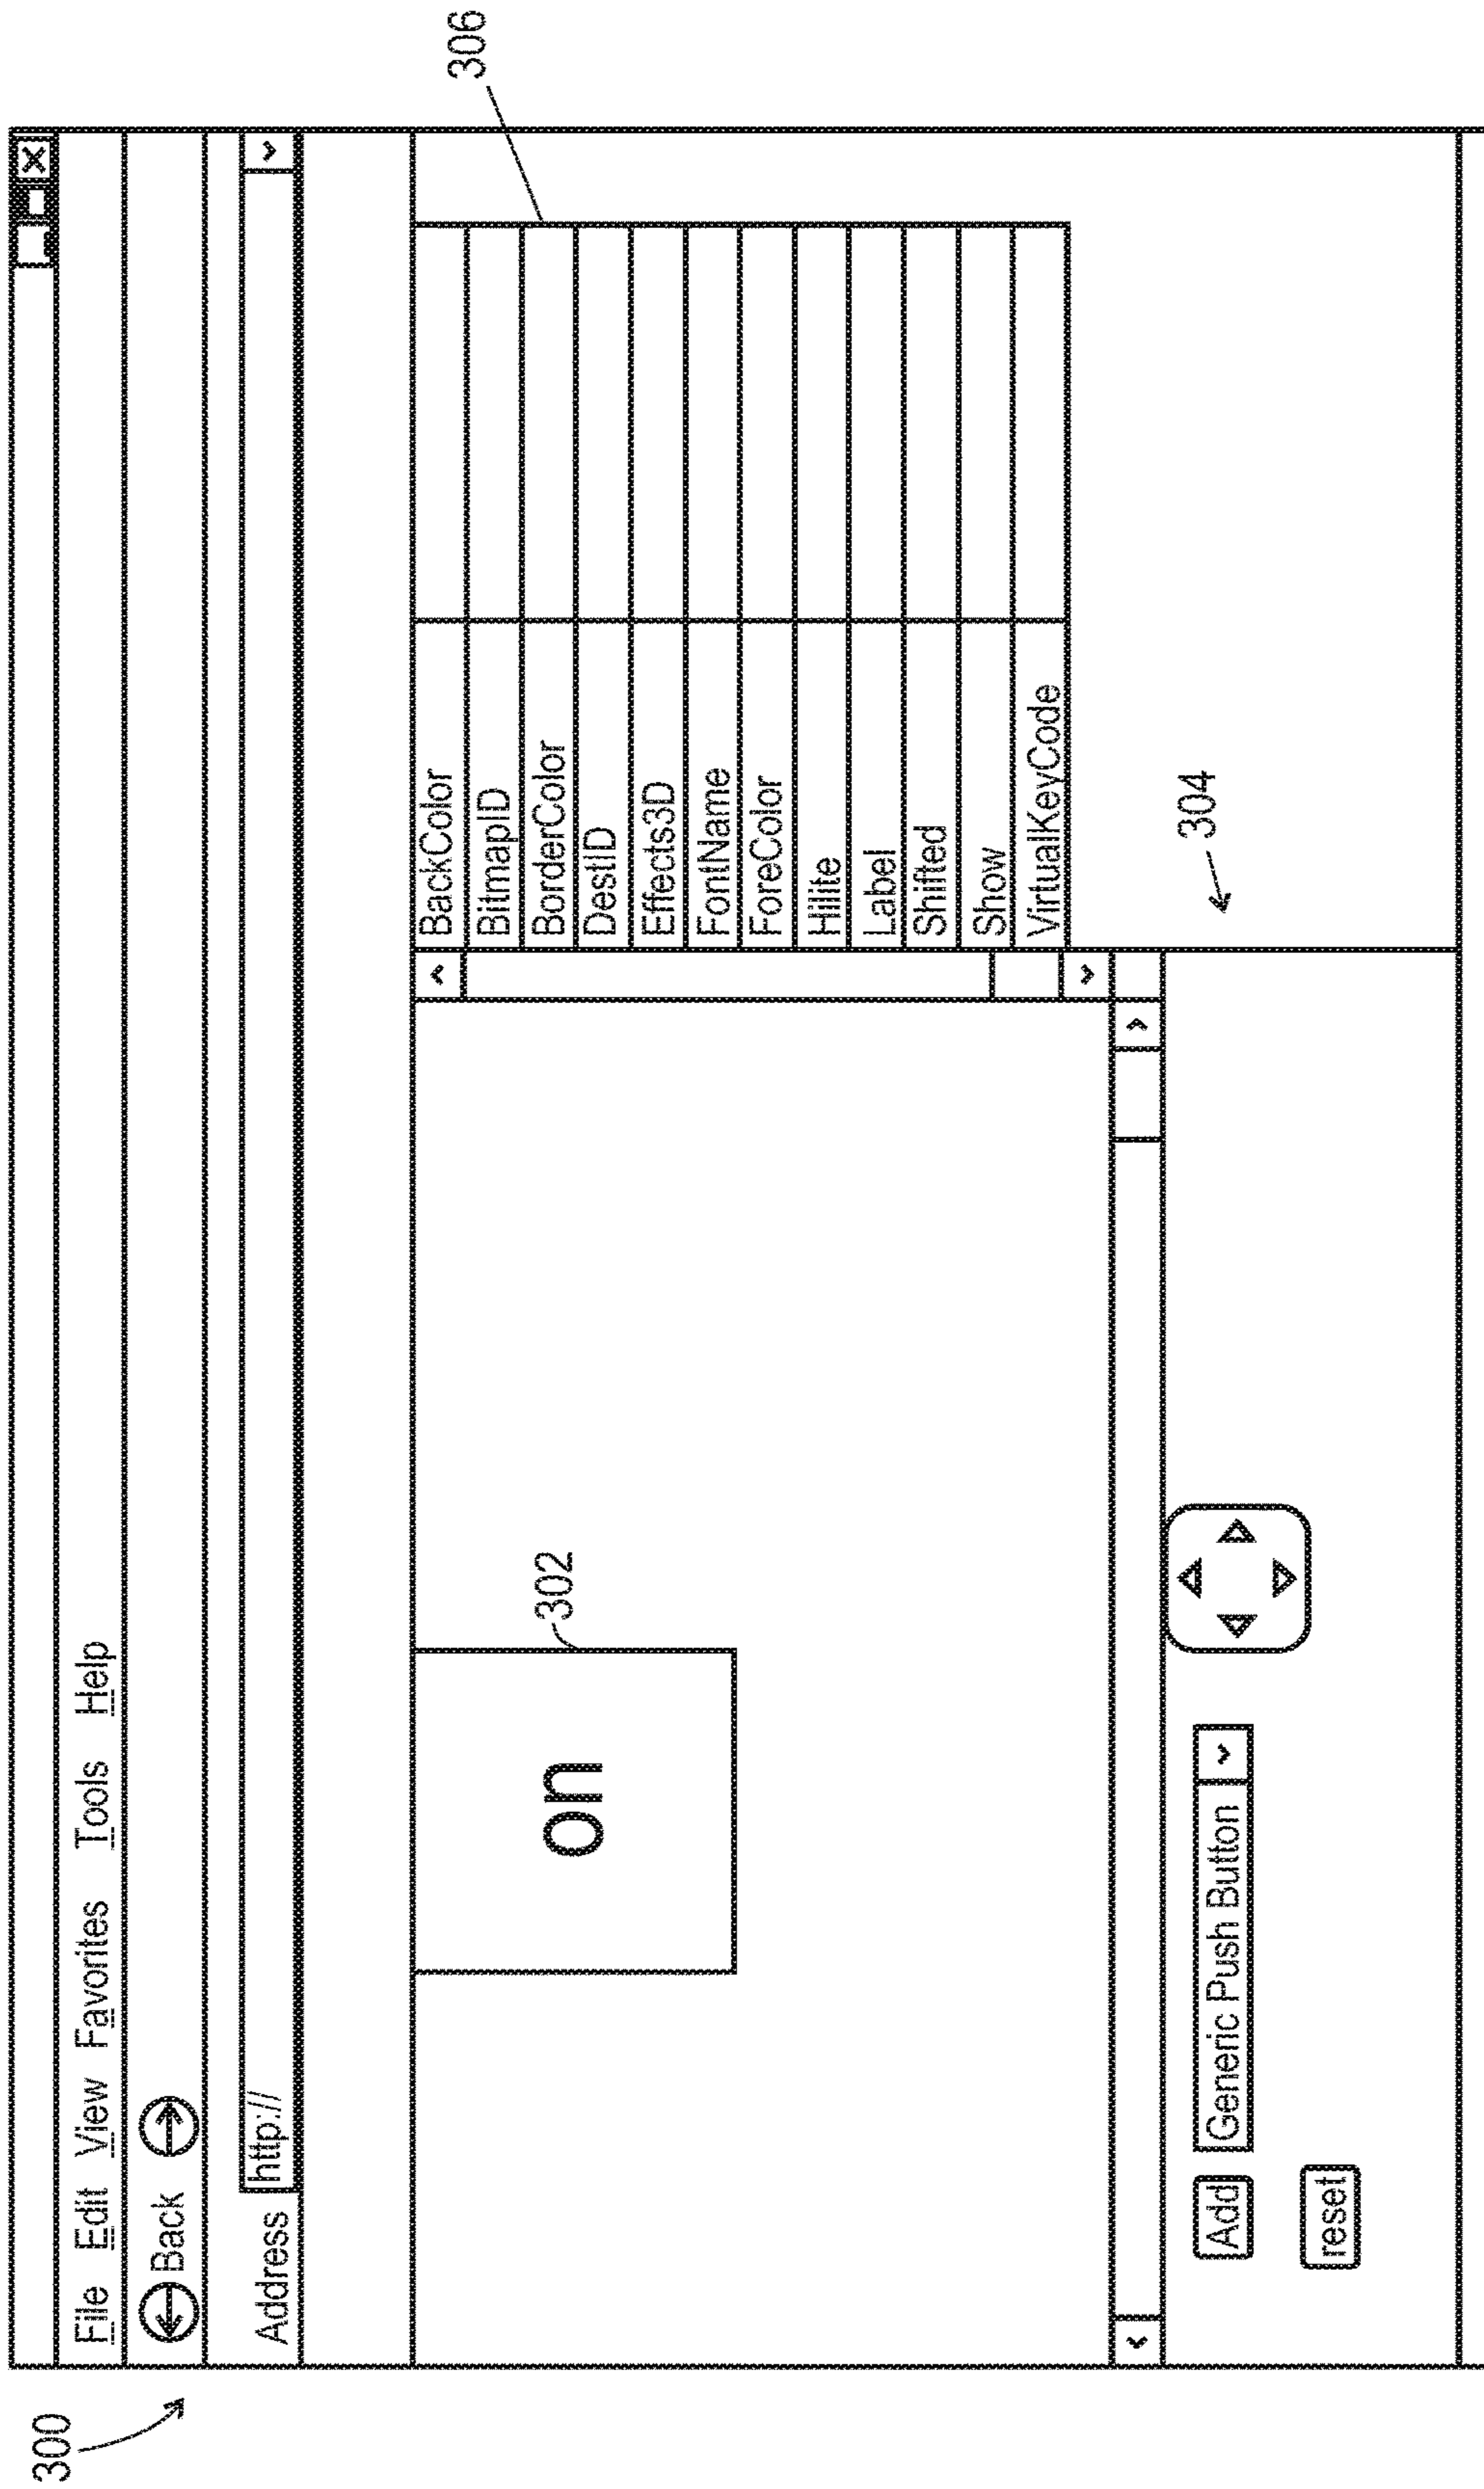 300
File Edit View Favorites Tools Help
Back
Address http://
306
BackColor
BitmapID
BorderColor
DestID
Effects3D
FontName
ForeColor
Hilite
Label
Shifted
Show
VirtualKeyCode
302
on
304
Add Generic Push Button
reset